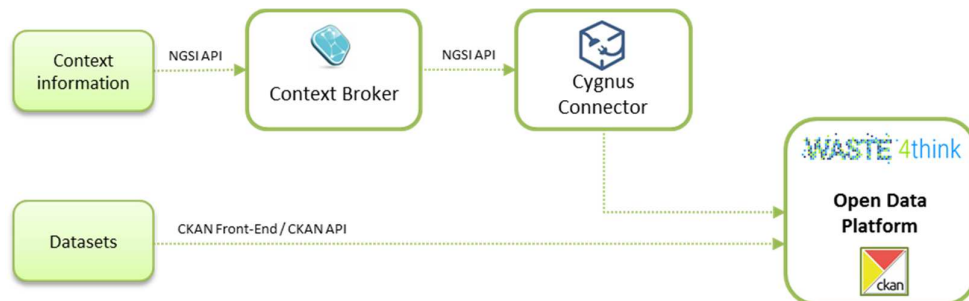 Context
information
NGSI API
Context Broker
NGSI API
Cygnus
Connector
WASTE 4think
Open Data
Platform
ckan
Datasets
CKAN Front-End / CKAN API